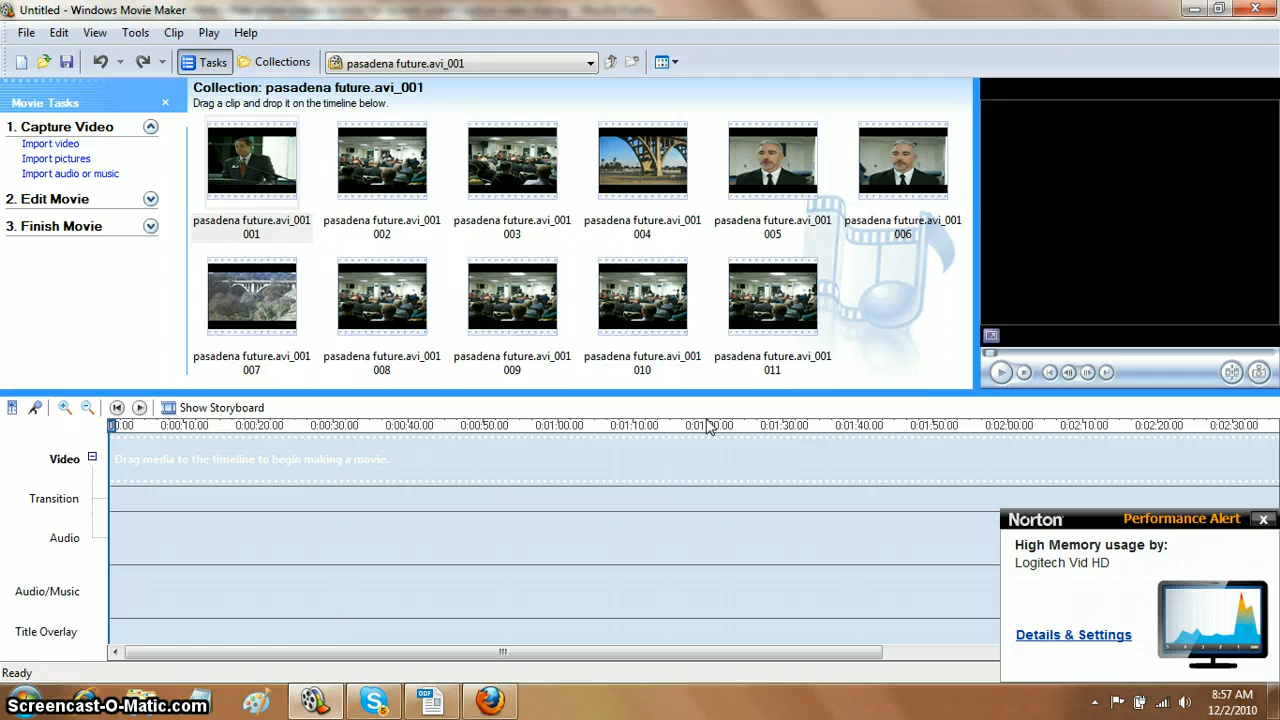 Untitled - Windows Movie Maker
File Edit View Tools Clip Play Help
Tasks Collections pasadena future.avi_001
Movie Tasks
1. Capture Video
Import video
Import pictures
Import audio or music
2. Edit Movie
3. Finish Movie
Collection: pasadena future.avi_001
Drag a clip and drop it on the timeline below.
pasadena future.avi_001 001
pasadena future.avi_001 002
pasadena future.avi_001 003
pasadena future.avi_001 004
pasadena future.avi_001 005
pasadena future.avi_001 006
pasadena future.avi_001 007
pasadena future.avi_001 008
pasadena future.avi_001 009
pasadena future.avi_001 010
pasadena future.avi_001 011
Show Storyboard
0:00:10.00 0:00:20.00 0:00:30.00 0:00:40.00 0:00:50.00 0:01:00.00 0:01:10.00 0:01:30.00 0:01:40.00 0:01:50.00 0:02:00.00 0:02:10.00 0:02:20.00 0:02:30.00
Video
Drag media to the timeline to begin making a movie.
Transition
Audio
Audio/Music
Title Overlay
Norton Performance Alert
High Memory usage by:
Logitech Vid HD
Details & Settings
Ready
Screencast-O-Matic.com
ODF
8:57 AM
12/2/2010